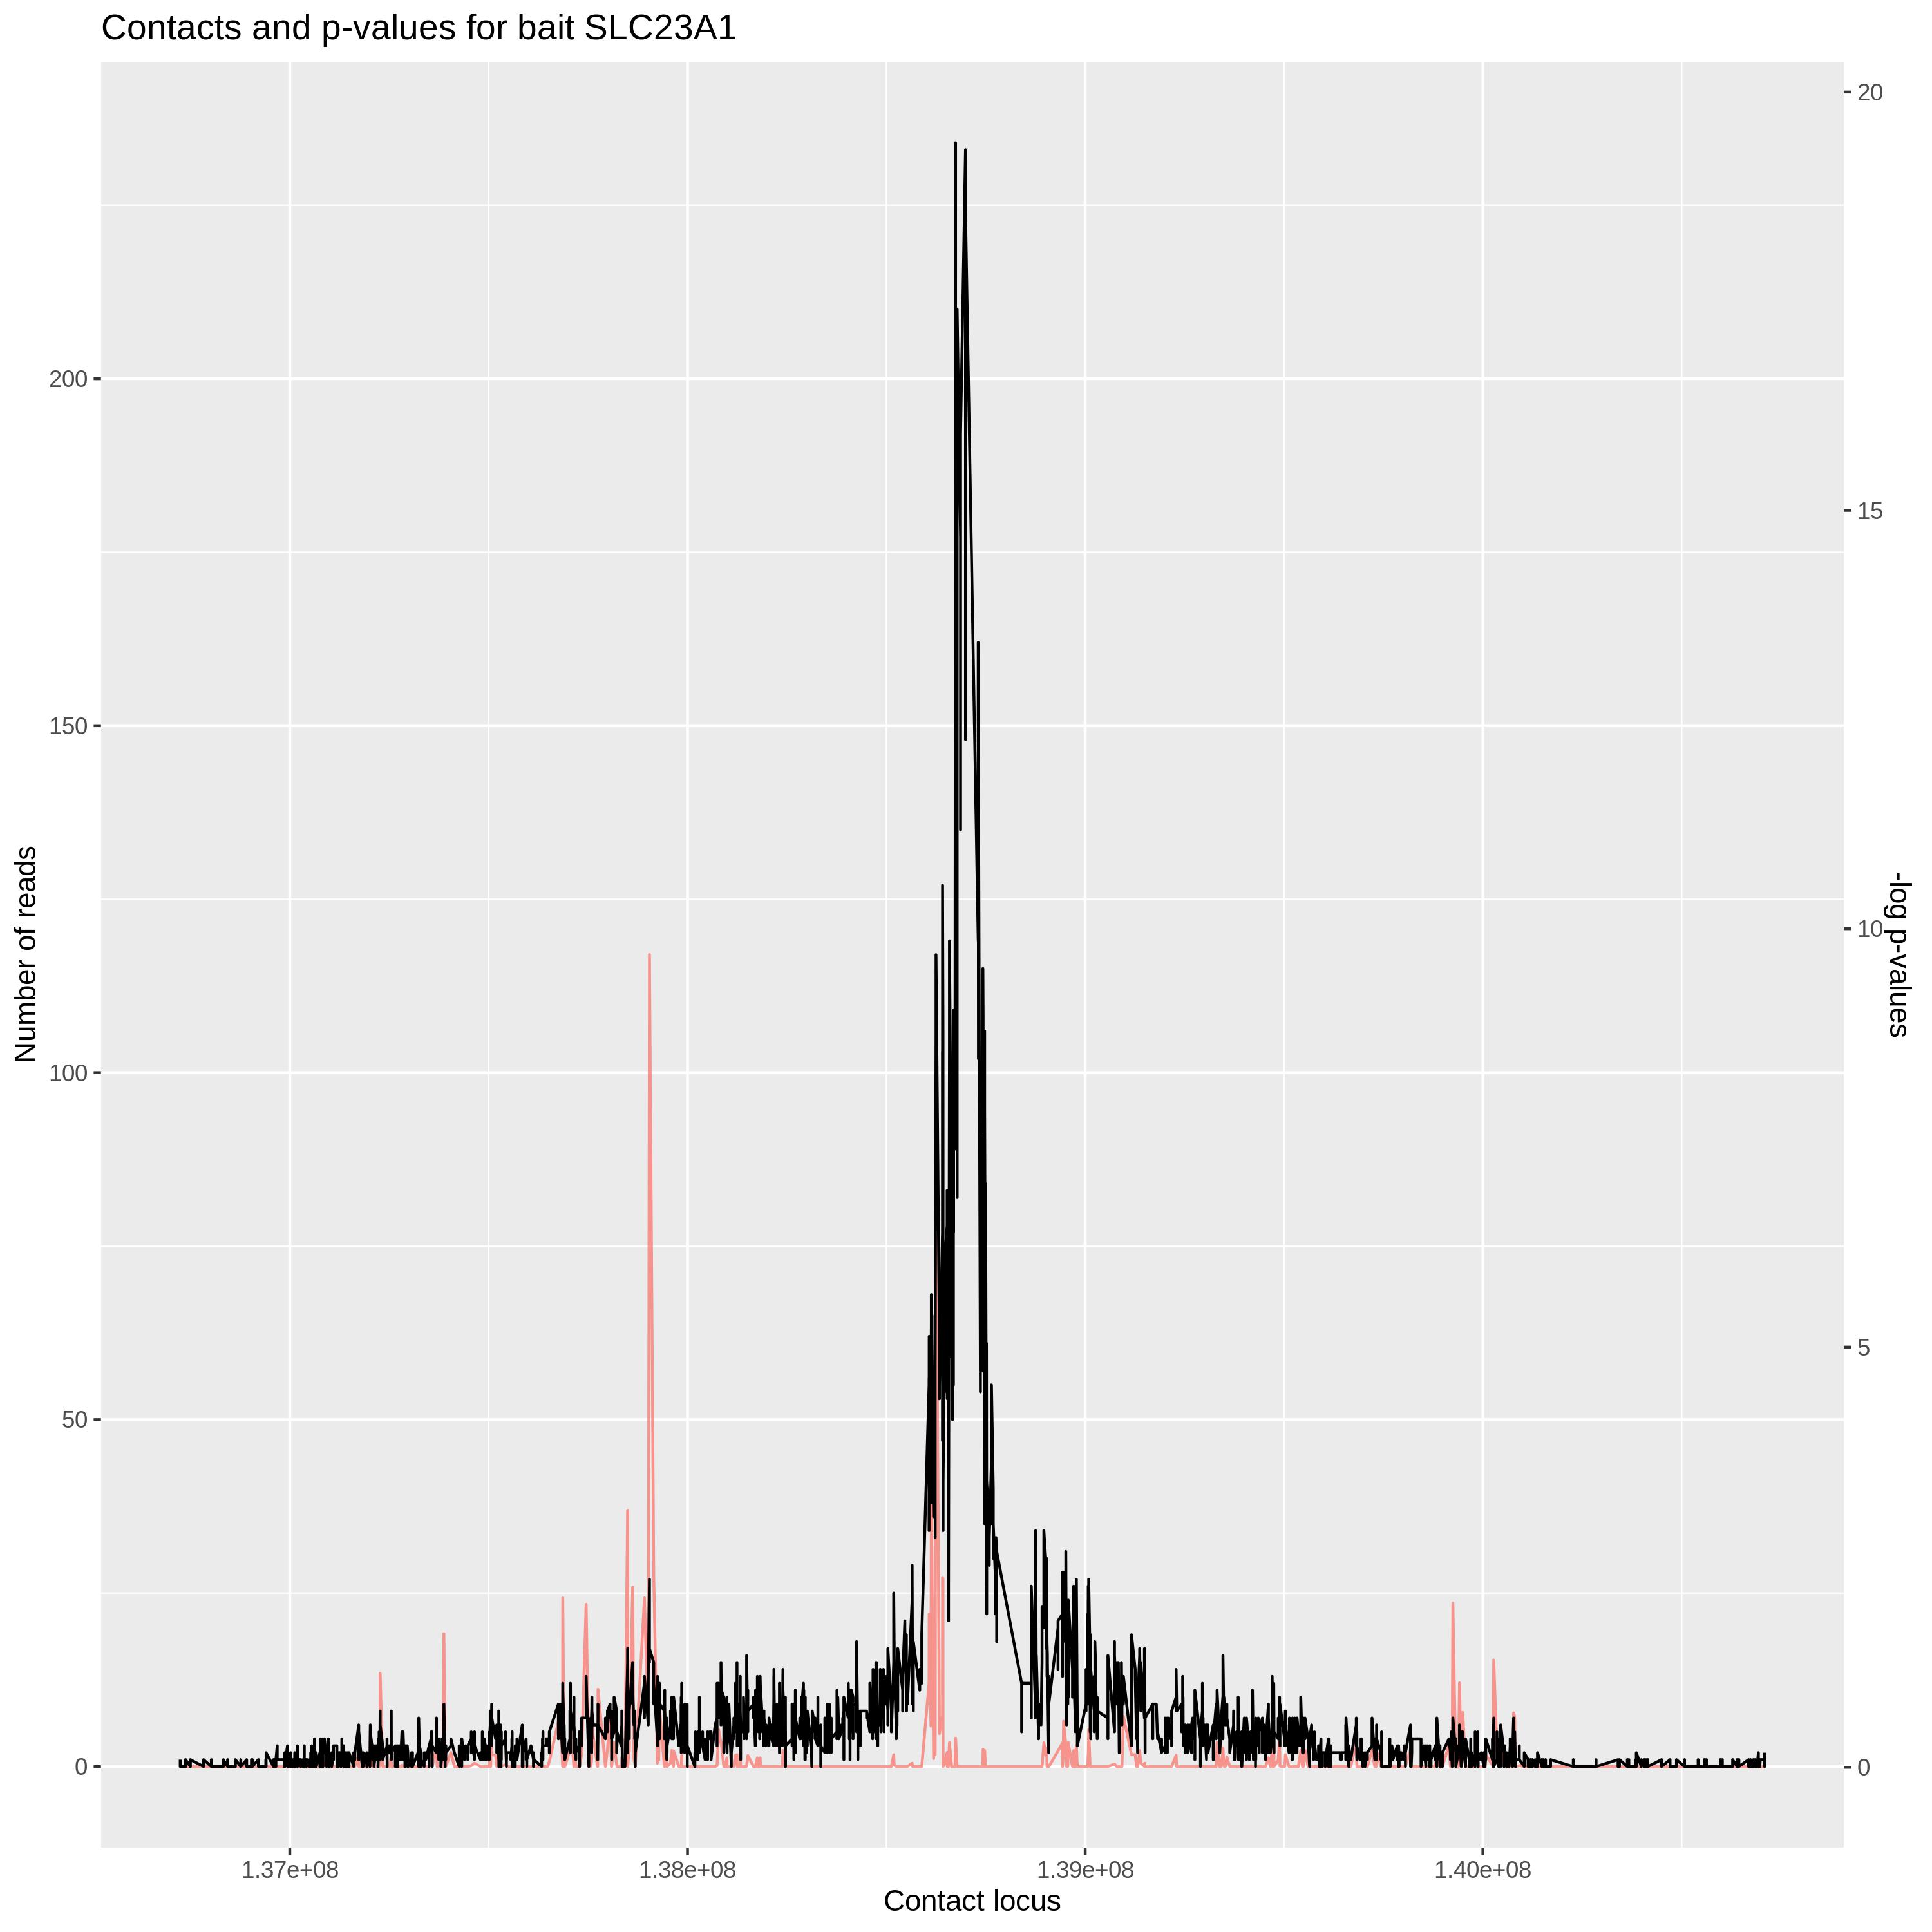 Contacts and p-values for bait SLC23A1
Number of reads
200
150
100
50
0
20
15
10
5
0
-log p-values
1.37e+08
1.38e+08
1.39e+08
1.40e+08
Contact locus